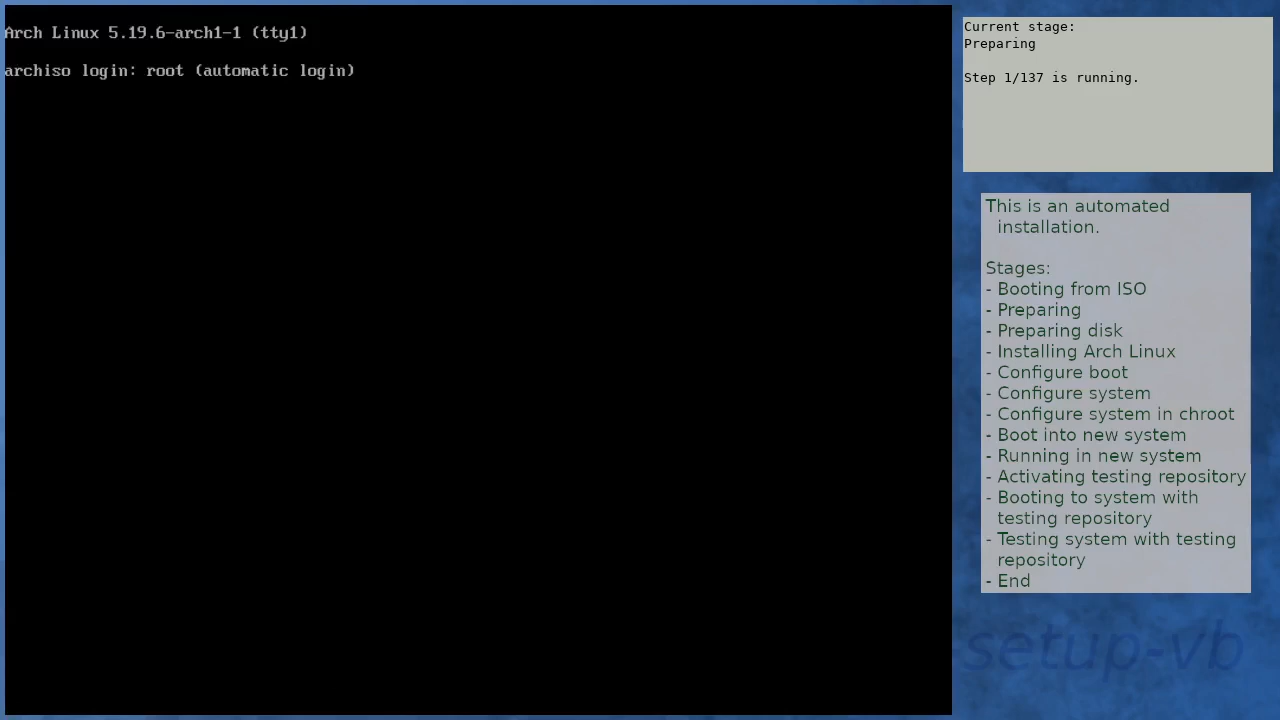 Arch Linux 5.19.6-arch1-1 (tty1)
archiso login: root (automatic login)
Current stage:
Preparing
Step 1/137 is running.
This is an automated
installation.
Stages:
- Booting from ISO
- Preparing
- Preparing disk
- Installing Arch Linux
- Configure boot
- Configure system
- Configure system in chroot
- Boot into new system
- Running in new system
- Activating testing repository
- Booting to system with
testing repository
- Testing system with testing
repository
- End
setup-vb